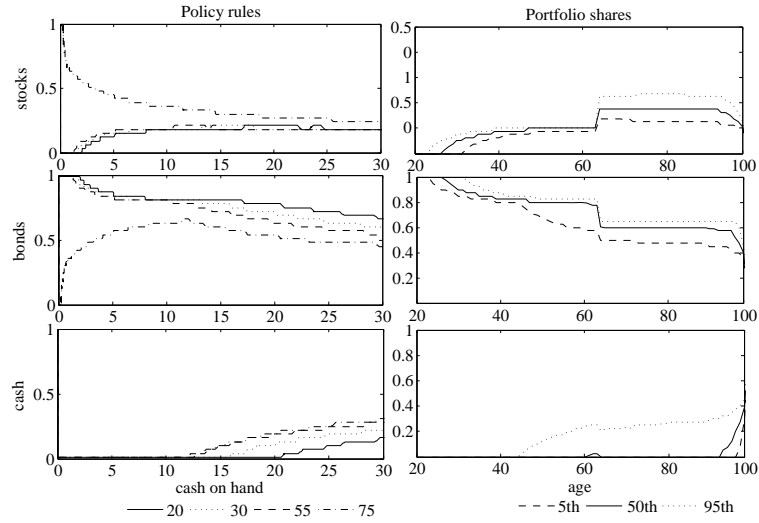 Policy rules
Portfolio shares
1
0.5
0
stocks
0 5 10 15 20 25 30
0.5
0
1
0.5
0
20 40 60 80 100
1
0.5
0
bonds
0 5 10 15 20 25 30
1
0.8
0.6
0.4
0.2
20 40 60 80 100
1
0.5
0
cash
0 5 10 15 20 25 30
cash on hand
1
0.8
0.6
0.4
0.2
20 40 60 80 100
age
20 30 55 75
5th 50th 95th